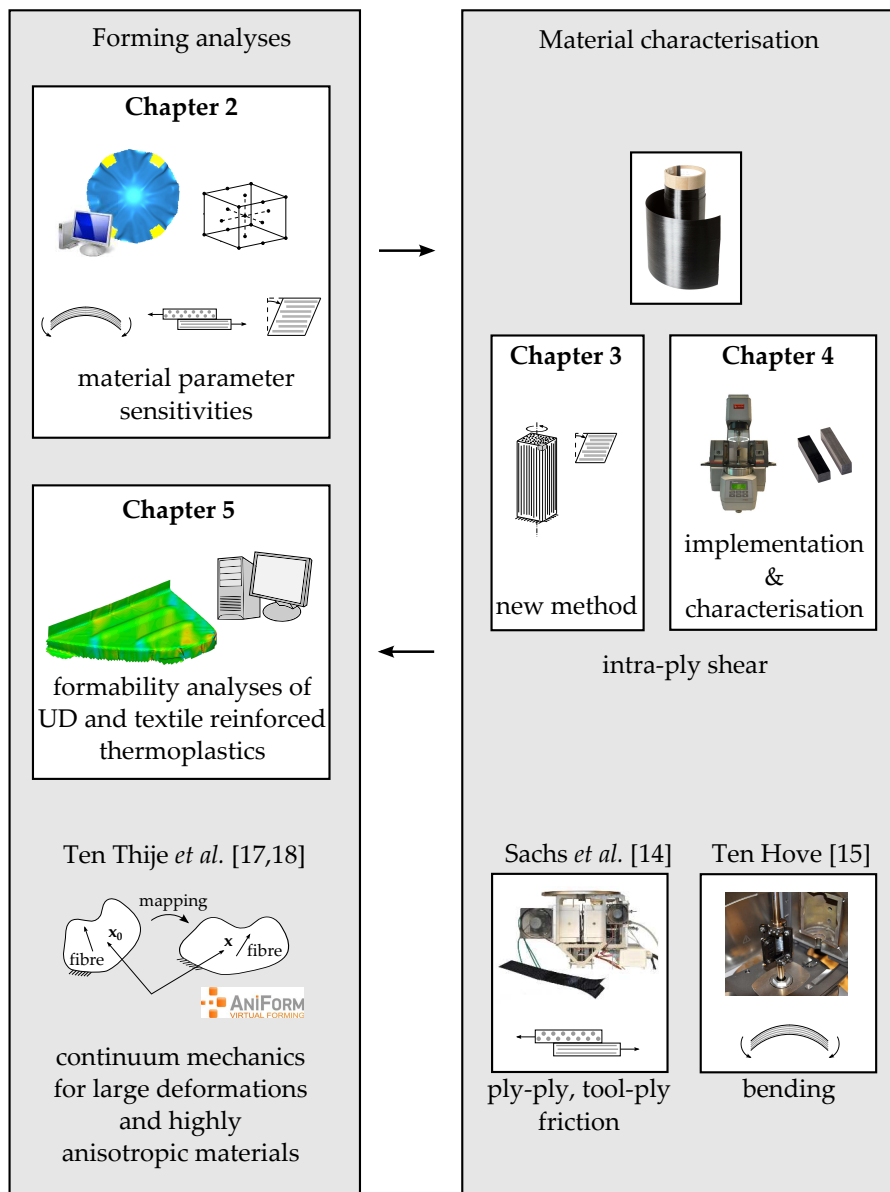 Forming analyses
Chapter 2
material parameter
sensitivities
Chapter 5
formability analyses of
UD and textile reinforced
thermoplastics
Ten Thije et al. [17,18]
mapping
x₀
x
fibre
fibre
ANIFORM
VIRTUAL FORMING
continuum mechanics
for large deformations
and highly
anisotropic materials
Material characterisation
Chapter 3
new method
Chapter 4
implementation
&
characterisation
intra-ply shear
Sachs et al. [14]
ply-ply, tool-ply
friction
Ten Hove [15]
bending